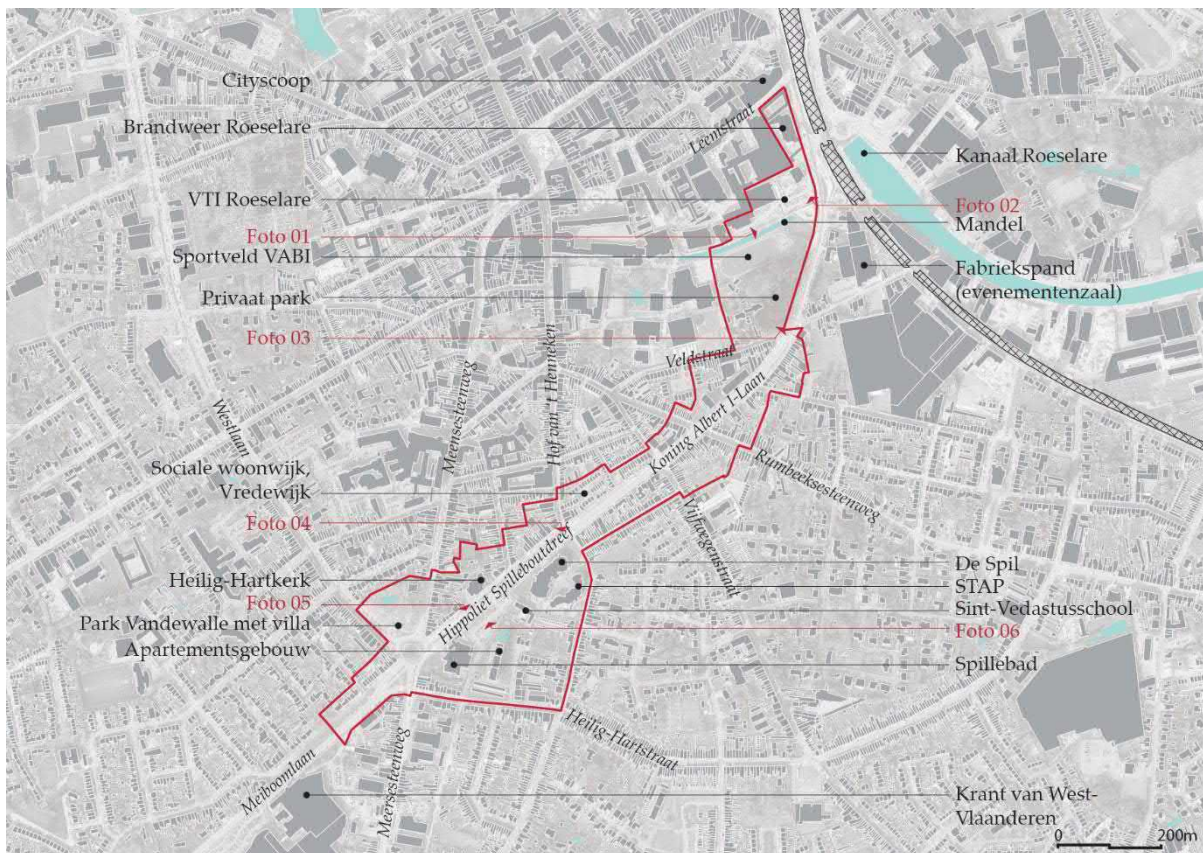 Cityscoop
Brandweer Roeselare
VTI Roeselare
Foto 01
Sportveld VABI
Privaat park
Foto 03
Sociale woonwijk,
Vredewijk
Foto 04
Heilig-Hartkerk
Foto 05
Park Vandewalle met villa
Apartementsgebouw
Leenstraat
Veldstraat
Hof van 't Henneken
Meensesteenweg
Westlaan
Koning Albert I-Laan
Rumbeeksesteenweg
Vijfwegenstraat
Hippoliet Spilleboutdreef
Heilig-Hartstraat
Meiboomlaan
Meersesteenweg
Kanaal Roeselare
Foto 02
Mandel
Fabriekspand
(evenementenzaal)
De Spil
STAP
Sint-Vedastusschool
Foto 06
Spillebad
Krant van West-
Vlaanderen
0 200m